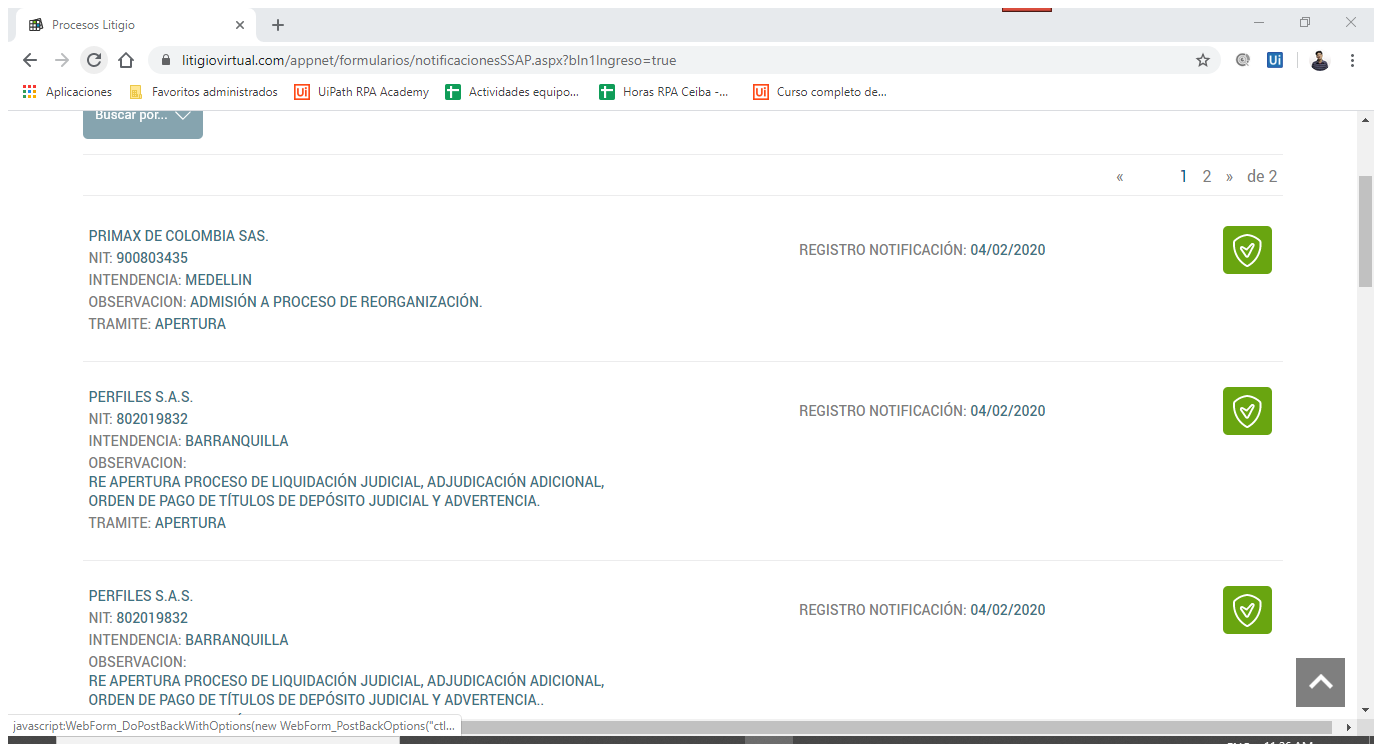 Procesos Litigio
litigiovirtual.com/appnet/formularios/notificacionesSSAP.aspx?bln1Ingreso=true
Aplicaciones Favoritos administrados UiPath RPA Academy Actividades equipo... Horas RPA Ceiba -... Curso completo de...
Buscar por...
« 1 2 » de 2
PRIMAX DE COLOMBIA SAS.
NIT: 900803435
INTENDENCIA: MEDELLIN
OBSERVACION: ADMISIÓN A PROCESO DE REORGANIZACIÓN.
TRAMITE: APERTURA
REGISTRO NOTIFICACIÓN: 04/02/2020
PERFILES S.A.S.
NIT: 802019832
INTENDENCIA: BARRANQUILLA
OBSERVACION:
RE APERTURA PROCESO DE LIQUIDACIÓN JUDICIAL, ADJUDICACIÓN ADICIONAL,
ORDEN DE PAGO DE TÍTULOS DE DEPÓSITO JUDICIAL Y ADVERTENCIA.
TRAMITE: APERTURA
REGISTRO NOTIFICACIÓN: 04/02/2020
PERFILES S.A.S.
NIT: 802019832
INTENDENCIA: BARRANQUILLA
OBSERVACION:
RE APERTURA PROCESO DE LIQUIDACIÓN JUDICIAL, ADJUDICACIÓN ADICIONAL,
ORDEN DE PAGO DE TÍTULOS DE DEPÓSITO JUDICIAL Y ADVERTENCIA..
REGISTRO NOTIFICACIÓN: 04/02/2020
javascript:WebForm_DoPostBackWithOptions(new WebForm_PostBackOptions("ctl...